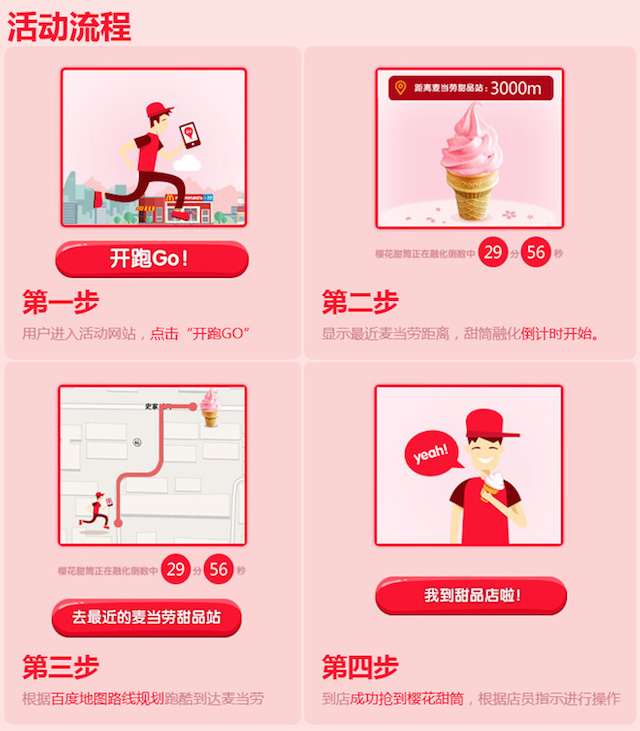 活动流程
开跑Go!
第一步
用户进入活动网站，点击“开跑GO”
距离麦当劳甜品站：3000m
樱花甜筒正在融化倒数中 29 分 56 秒
第二步
显示最近麦当劳距离，甜筒融化倒计时开始。
樱花甜筒正在融化倒数中 29 分 56 秒
去最近的麦当劳甜品站
第三步
根据百度地图路线规划跑酷到达麦当劳
yeah!
我到甜品店啦!
第四步
到店成功抢到樱花甜筒，根据店员指示进行操作